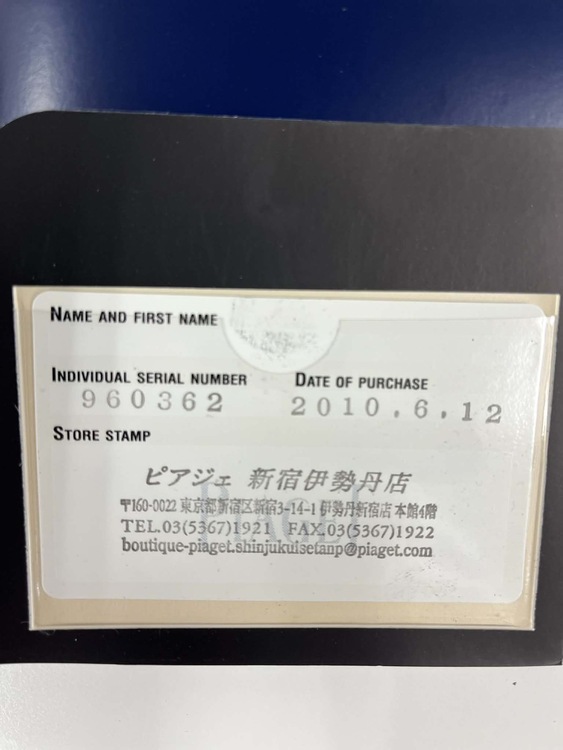 NAME AND FIRST NAME
INDIVIDUAL SERIAL NUMBER DATE OF PURCHASE
960362 2010.6.12
STORE STAMP
ピアジェ 新宿伊勢丹店
〒160-0022 東京都新宿区新宿3-14-1 伊勢丹新宿店 本館4階
PIAGET
TEL.03(5367)1921 FAX.03(5367)1922
boutique-piaget.shinjukuisetanp@piaget.com